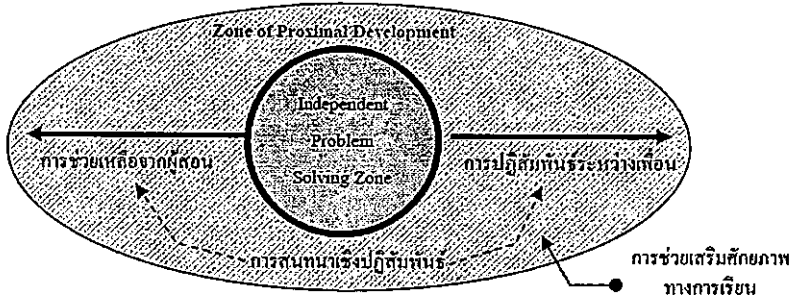 Zone of Proximal Development
Independent
Problem
Solving Zone
การช่วยเหลือจากผู้สอน
การปฏิสัมพันธ์ระหว่างเพื่อน
การสนทนาเชิงปฏิสัมพันธ์
การช่วยเสริมศักยภาพ
ทางการเรียน